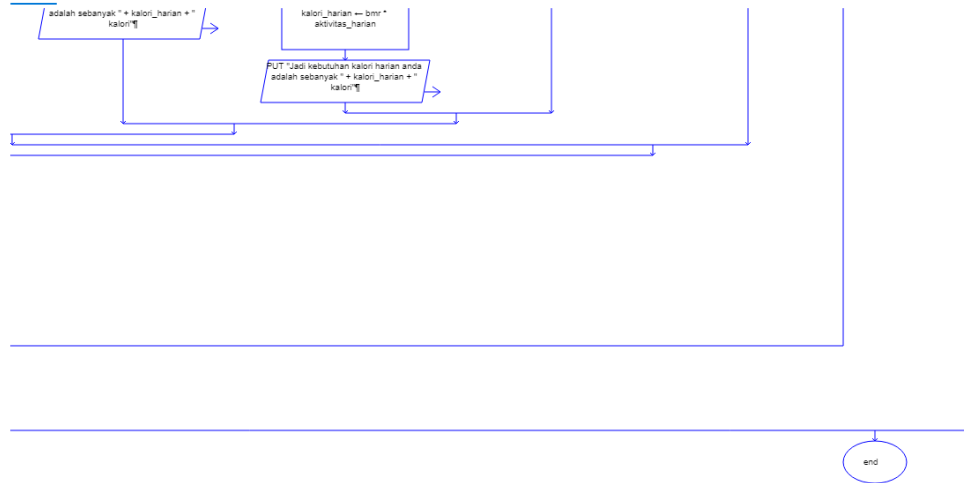 adalah sebanyak " + kalori_harian + "
kalori"¶
kalori_harian ← bmr *
aktivitas_harian
PUT "Jadi kebutuhan kalori harian anda
adalah sebanyak " + kalori_harian + "
kalori"¶
end